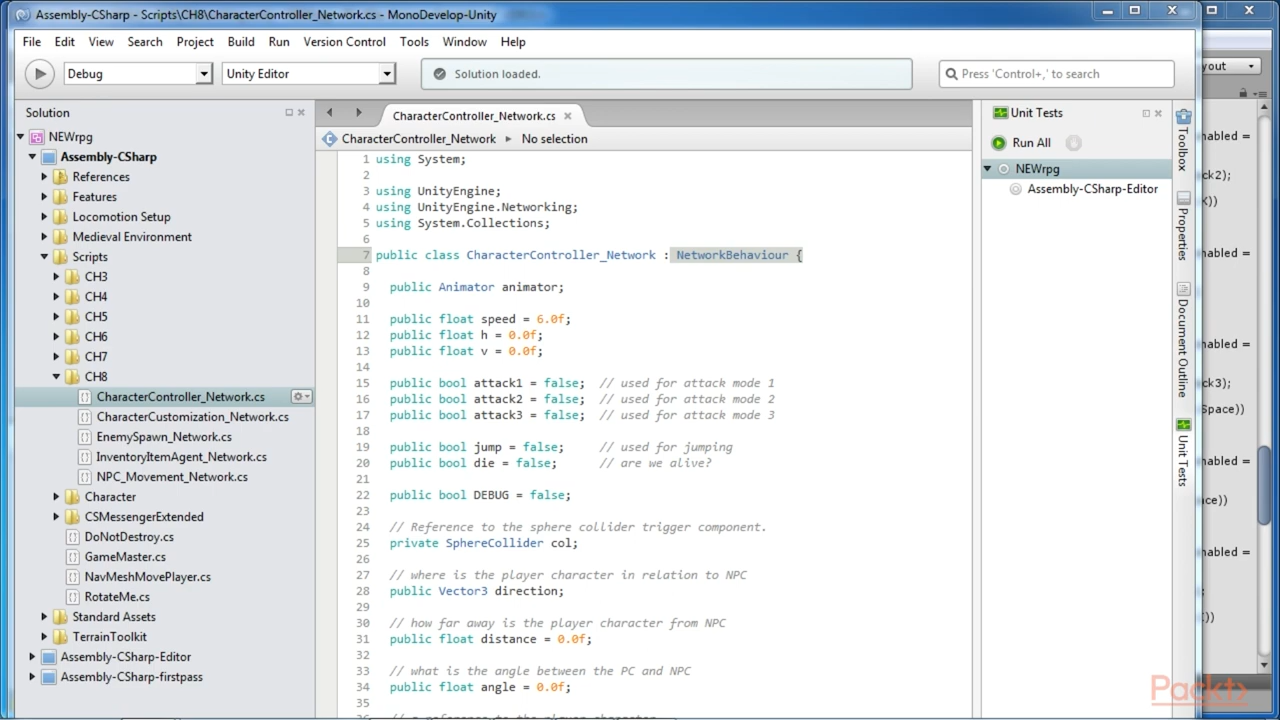 Assembly-CSharp - Scripts\CH8\CharacterController_Network.cs - MonoDevelop-Unity
File Edit View Search Project Build Run Version Control Tools Window Help
Debug
Unity Editor
Solution loaded.
Press 'Control+,' to search
Solution
NEWrpg
Assembly-CSharp
References
Features
Locomotion Setup
Medieval Environment
Scripts
CH3
CH4
CH5
CH6
CH7
CH8
CharacterController_Network.cs
CharacterCustomization_Network.cs
EnemySpawn_Network.cs
InventoryItemAgent_Network.cs
NPC_Movement_Network.cs
Character
CSMessengerExtended
DoNotDestroy.cs
GameMaster.cs
NavMeshMovePlayer.cs
RotateMe.cs
Standard Assets
TerrainToolkit
Assembly-CSharp-Editor
Assembly-CSharp-firstpass
CharacterController_Network.cs
CharacterController_Network No selection
1 using System;
2
3 using UnityEngine;
4 using UnityEngine.Networking;
5 using System.Collections;
6
7 public class CharacterController_Network : NetworkBehaviour {
8
9 public Animator animator;
10
11 public float speed = 6.0f;
12 public float h = 0.0f;
13 public float v = 0.0f;
14
15 public bool attack1 = false; // used for attack mode 1
16 public bool attack2 = false; // used for attack mode 2
17 public bool attack3 = false; // used for attack mode 3
18
19 public bool jump = false; // used for jumping
20 public bool die = false; // are we alive?
21
22 public bool DEBUG = false;
23
24 // Reference to the sphere collider trigger component.
25 private SphereCollider col;
26
27 // where is the player character in relation to NPC
28 public Vector3 direction;
29
30 // how far away is the player character from NPC
31 public float distance = 0.0f;
32
33 // what is the angle between the PC and NPC
34 public float angle = 0.0f;
35
Unit Tests
Run All
NEWrpg
Assembly-CSharp-Editor
Toolbox
Properties
Document Outline
Unit Tests
yout
nabled =
ck2);
))
nabled =
nabled =
ck3);
Space))
nabled =
ace))
nabled =
;
))
Packt